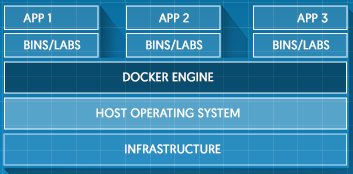 APP 1 APP 2 APP 3
BINS/LABS BINS/LABS BINS/LABS
DOCKER ENGINE
HOST OPERATING SYSTEM
INFRASTRUCTURE